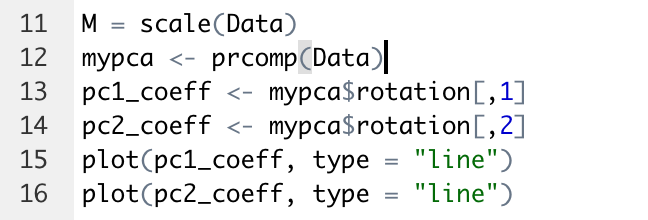 11 M = scale(Data)
12 mypca <- prcomp(Data)
13 pc1_coeff <- mypca$rotation[,1]
14 pc2_coeff <- mypca$rotation[,2]
15 plot(pc1_coeff, type = "line")
16 plot(pc2_coeff, type = "line")